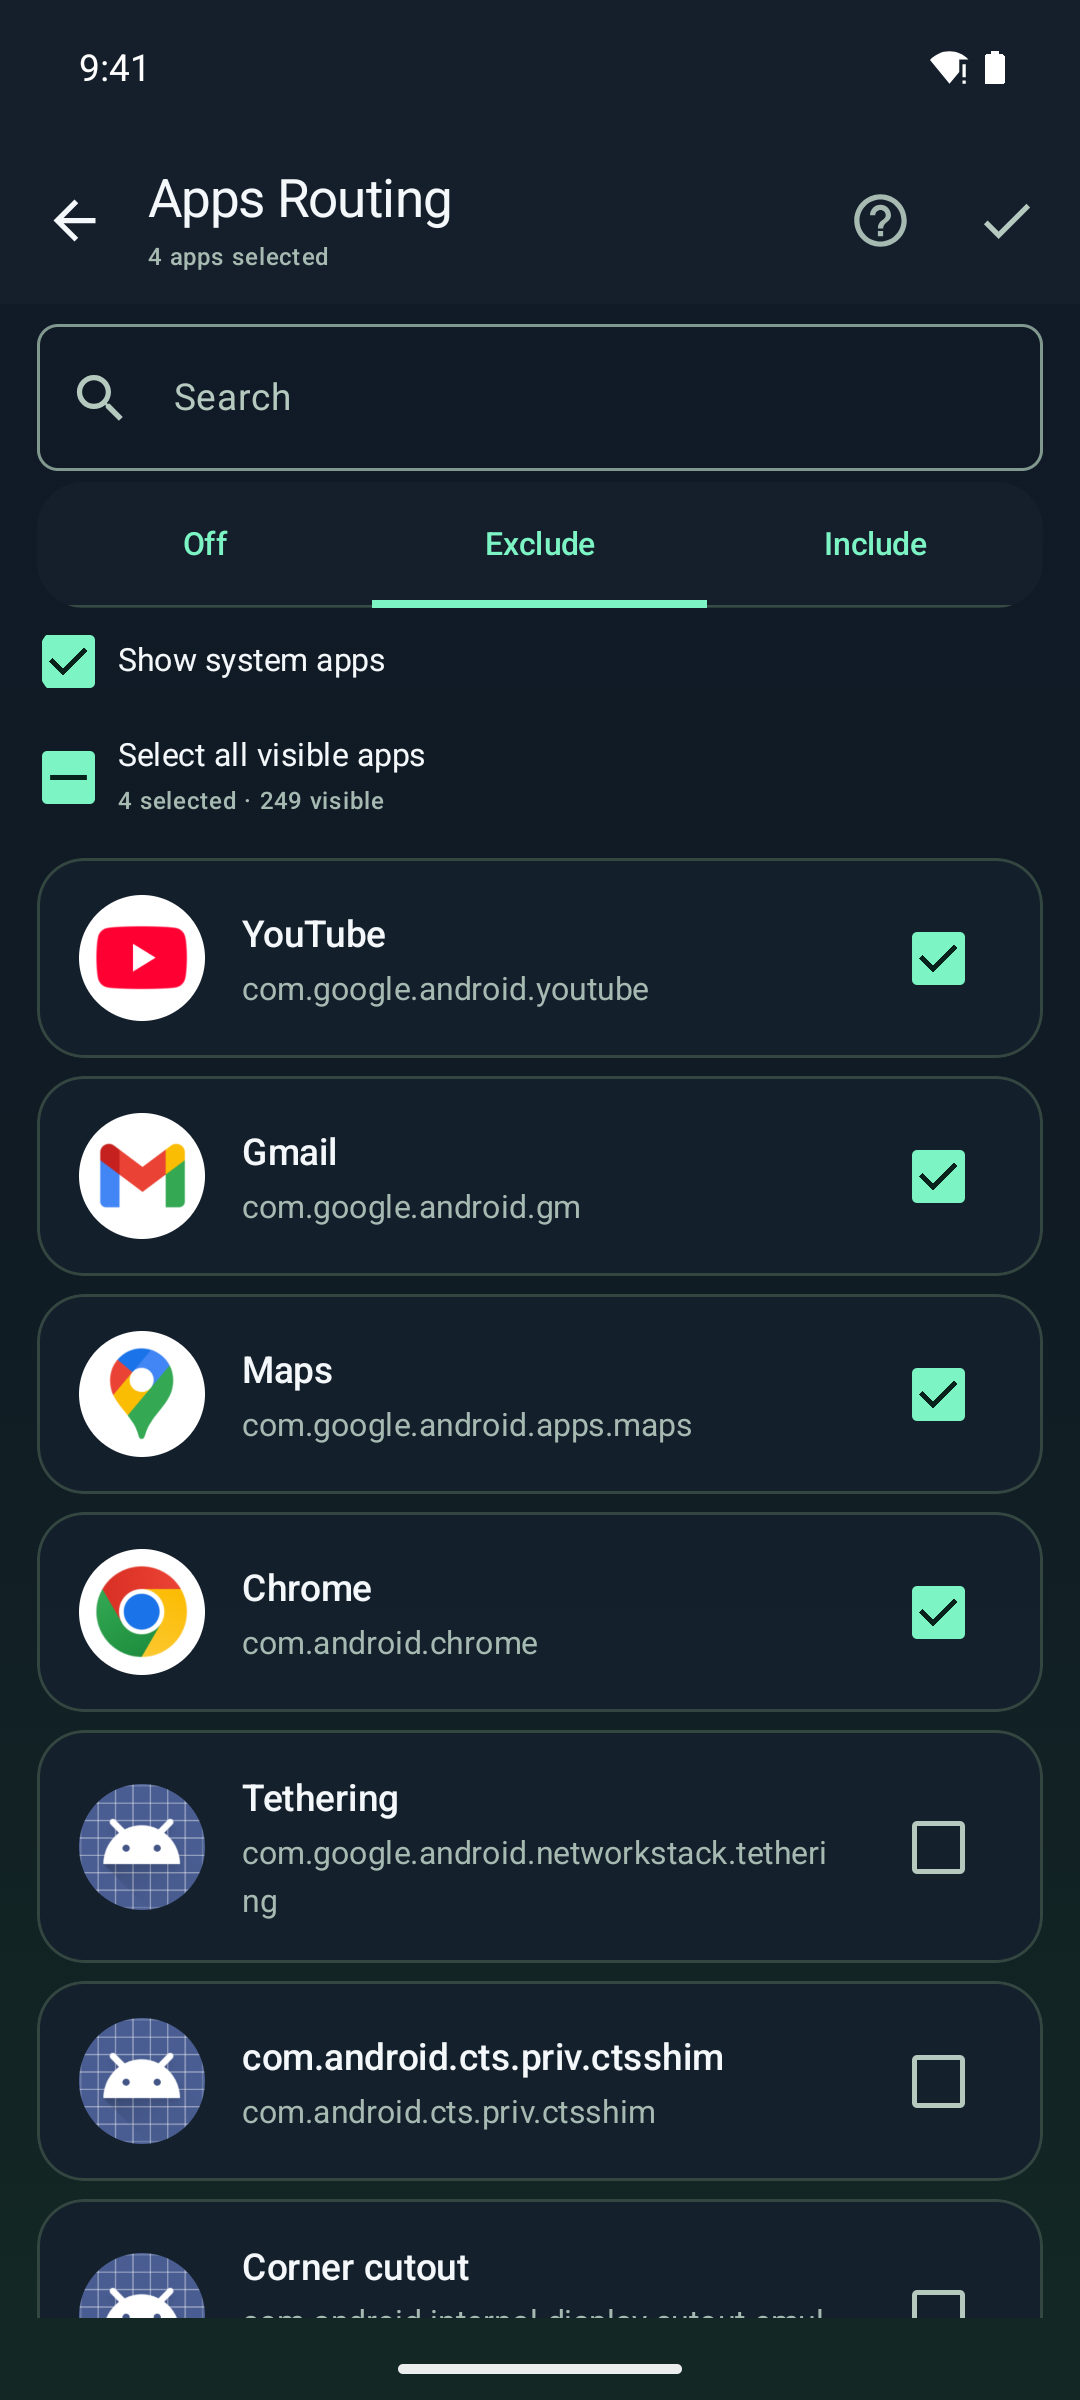 9:41
Apps Routing
4 apps selected
Search
Off
Exclude
Include
Show system apps
Select all visible apps
4 selected · 249 visible
YouTube
com.google.android.youtube
Gmail
com.google.android.gm
Maps
com.google.android.apps.maps
Chrome
com.android.chrome
Tethering
com.google.android.networkstack.tetheri
ng
com.android.cts.priv.ctsshim
com.android.cts.priv.ctsshim
Corner cutout